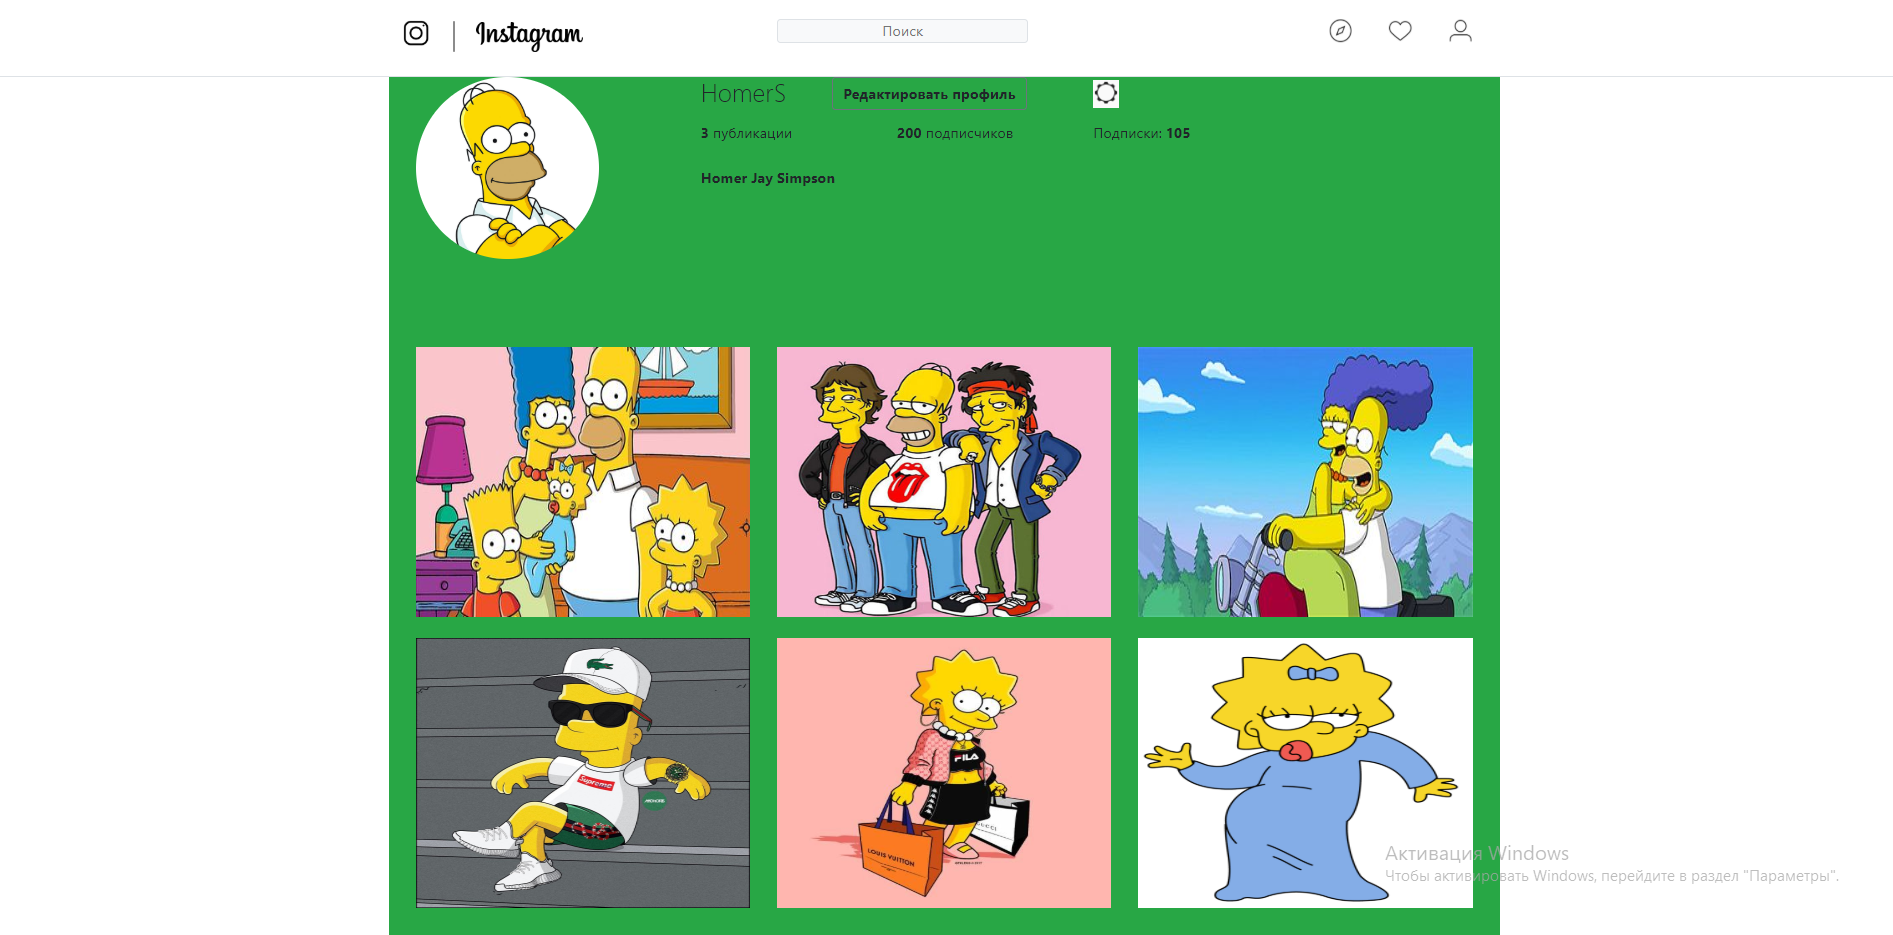 Instagram
Поиск
HomerS
Редактировать профиль
3 публикации
200 подписчиков
Подписки: 105
Homer Jay Simpson
Supreme
FILA
LOUIS VUITTON
Активация Windows
Чтобы активировать Windows, перейдите в раздел "Параметры".